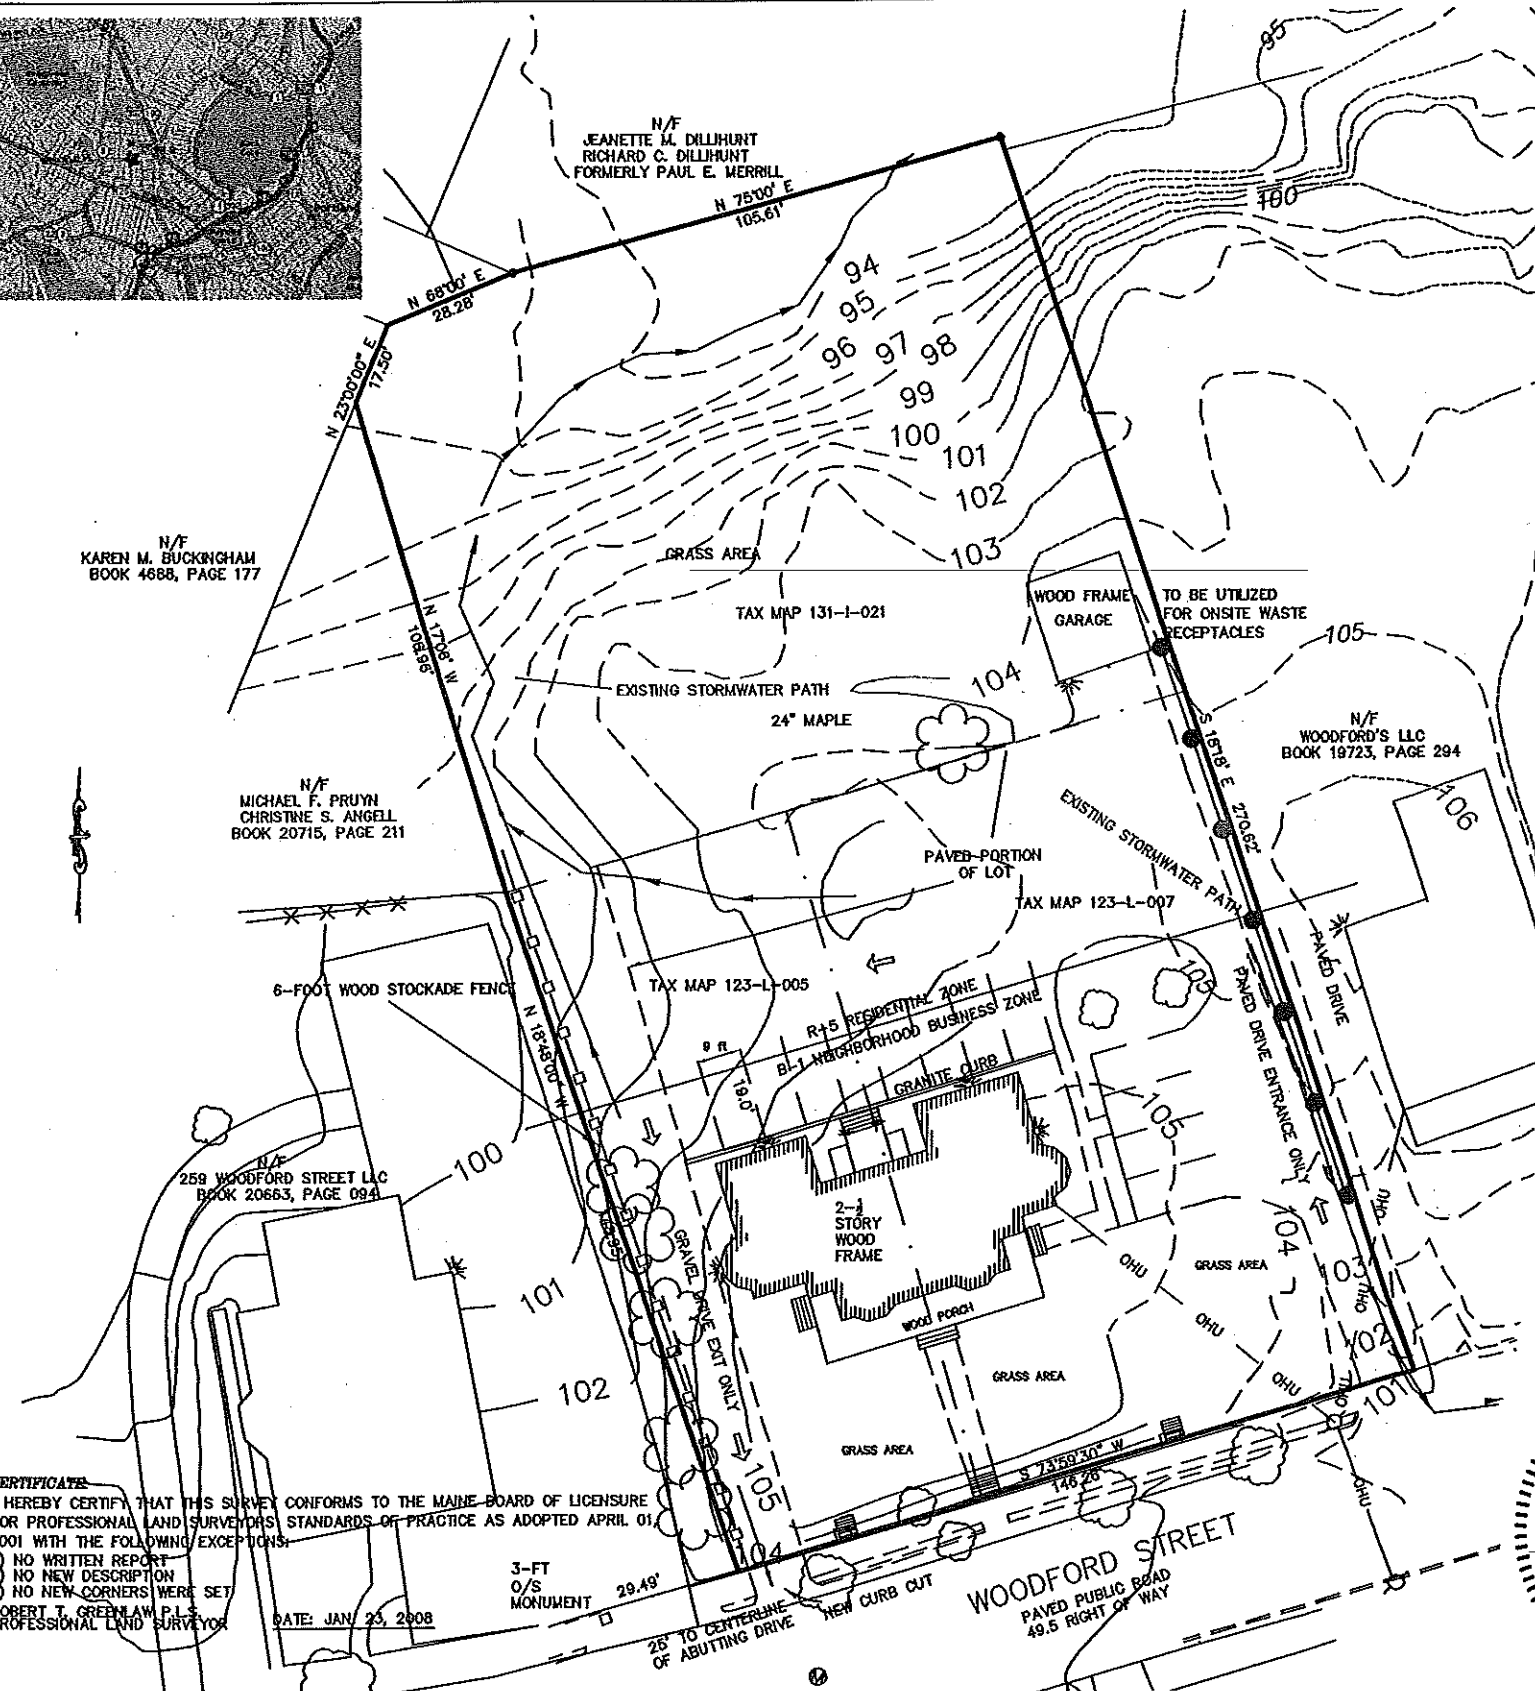 95
N/F
JEANETTE M. DILLIHUNT
RICHARD C. DILLIHUNT
FORMERLY PAUL E. MERRILL
N 75°00' E
105.61'
100
N 68°00' E
28.28'
N 23°00'00" E
17.50'
94
95
96
97
98
99
100
101
102
103
N/F
KAREN M. BUCKINGHAM
BOOK 4688, PAGE 177
GRASS AREA
TAX MAP 131-I-021
WOOD FRAME
GARAGE
TO BE UTILIZED
FOR ONSITE WASTE
RECEPTACLES
105
N 17°06' W
106.96'
EXISTING STORMWATER PATH
104
24" MAPLE
S 18°18' E 270.62'
N/F
WOODFORD'S LLC
BOOK 19723, PAGE 294
N/F
MICHAEL F. PRUYN
CHRISTINE S. ANGELL
BOOK 20715, PAGE 211
EXISTING STORMWATER PATH
106
PAVED PORTION
OF LOT
TAX MAP 123-L-007
6-FOOT WOOD STOCKADE FENCE
TAX MAP 123-L-005
105
PAVED DRIVE
PAVED DRIVE ENTRANCE ONLY
R-5 RESIDENTIAL ZONE
B-1 NEIGHBORHOOD BUSINESS ZONE
N 18°48'00" W
9 ft
19.0'
GRANITE CURB
105
100
N/F
259 WOODFORD STREET LLC
BOOK 20663, PAGE 094
2-½
STORY
WOOD
FRAME
GRAVEL DRIVE EXIT ONLY
OHU
GRASS AREA
104
103
OHU
OHU
101
WOOD PORCH
OHU
102
102
GRASS AREA
OHU
OHU
101
GRASS AREA
S 73°59'30" W
146.26'
OHU
105
104
ERTIFICATE
HEREBY CERTIFY THAT THIS SURVEY CONFORMS TO THE MAINE BOARD OF LICENSURE
OR PROFESSIONAL LAND SURVEYORS STANDARDS OF PRACTICE AS ADOPTED APRIL 01,
001 WITH THE FOLLOWING EXCEPTIONS:
) NO WRITTEN REPORT
) NO NEW DESCRIPTION
) NO NEW CORNERS WERE SET
OBERT T. GREENLAW P.L.S.
ROFESSIONAL LAND SURVEYOR
DATE: JAN 23, 2008
3-FT
O/S
MONUMENT
29.49'
26' TO CENTERLINE
OF ABUTTING DRIVE
NEW CURB CUT
WOODFORD STREET
PAVED PUBLIC ROAD
49.5 RIGHT OF WAY